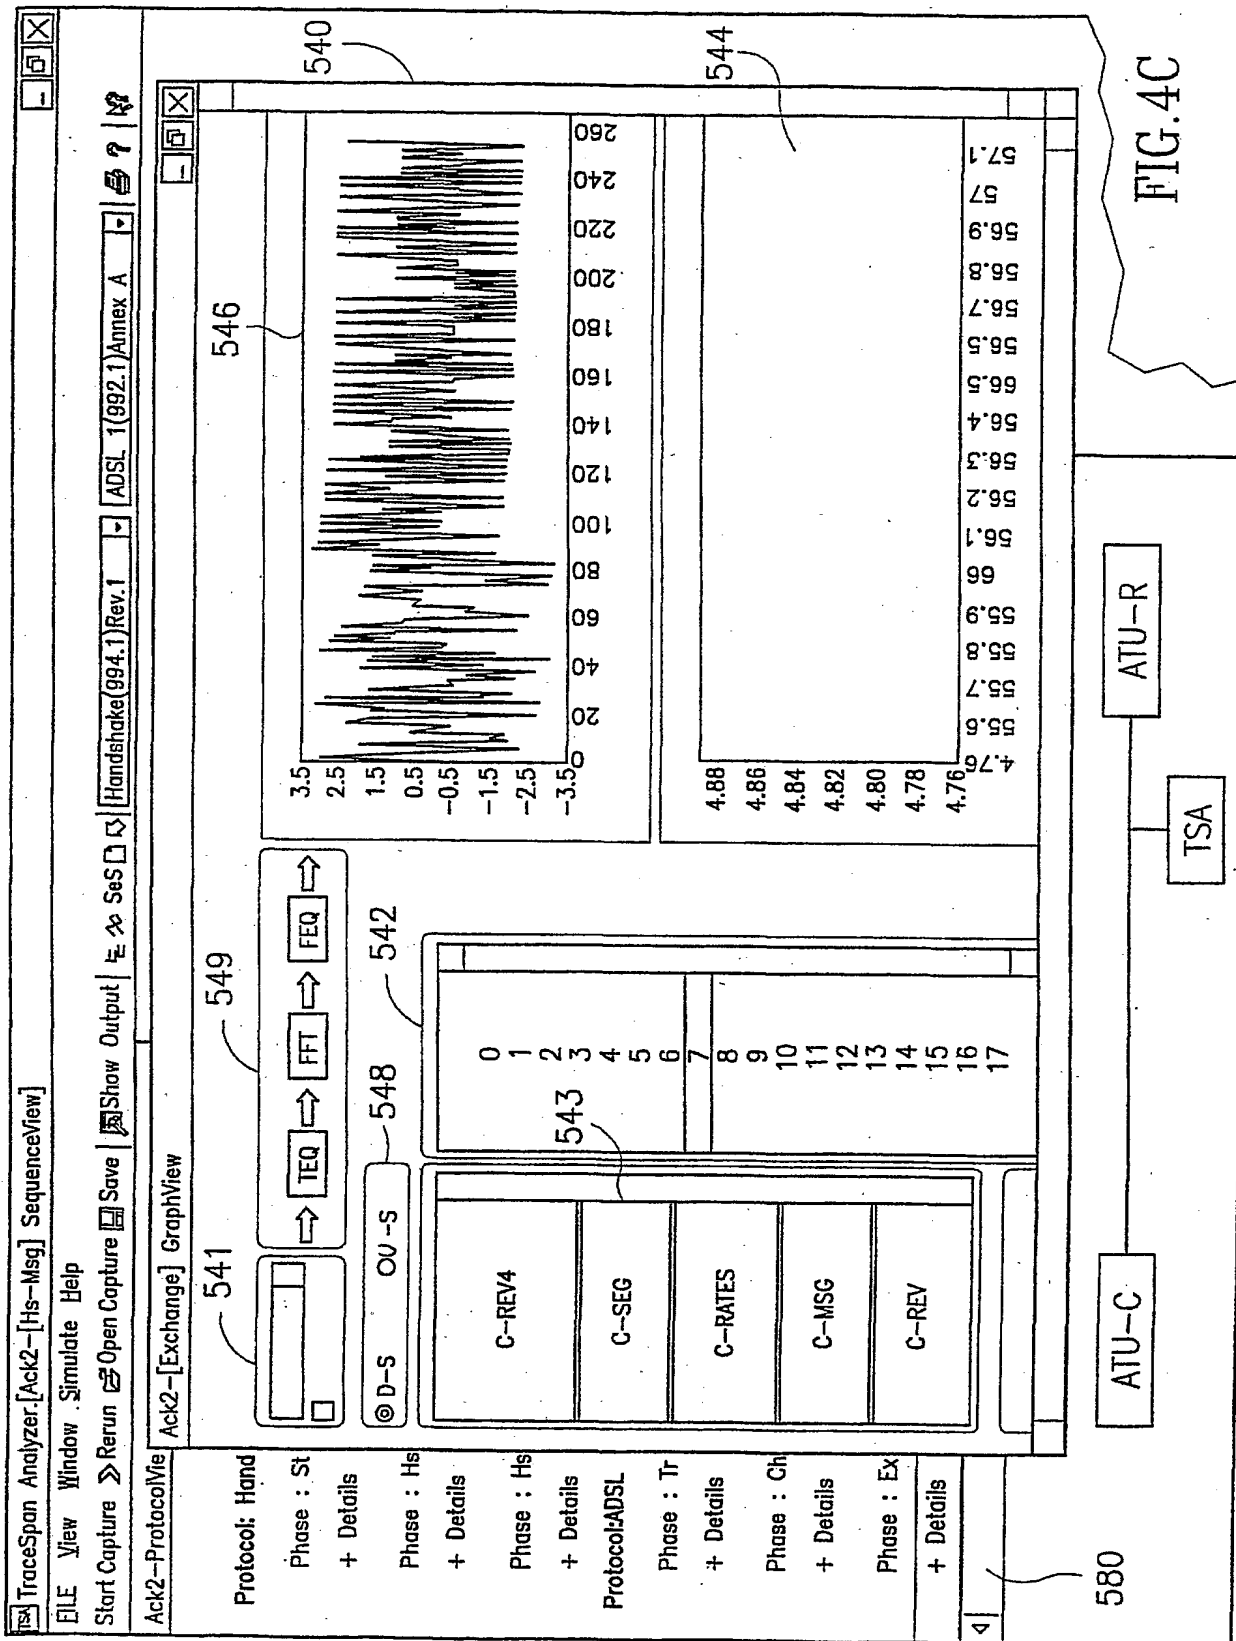 TSA TraceSpan Analyzer.[Ack2-[Hs-Msg] SequenceView]
FILE View Window Simulate Help
Start Capture Rerun Open Capture Save Show Output SeS Handshake(994.1)Rev.1 ADSL 1(992.1)Annex A ?
Ack2-ProtocolVie
Protocol: Hand
Phase : St
+ Details
Phase : Hs
+ Details
Phase : Hs
+ Details
Protocol:ADSL
Phase : Tr
+ Details
Phase : Ch
+ Details
Phase : Ex
+ Details
580
Ack2-[Exchange] GraphView
540
541
549
TEQ FFT FEQ
D-S OU-S
548
C-REV4
C-SEG
C-RATES
C-MSG
C-REV
543
542
0
1
2
3
4
5
6
7
8
9
10
11
12
13
14
15
16
17
546
3.5
2.5
1.5
0.5
-0.5
-1.5
-2.5
-3.5
0 20 40 60 80 100 120 140 160 180 200 220 240 260
544
4.88
4.86
4.84
4.82
4.80
4.78
4.76
4.76 55.6 55.7 55.8 55.9 66 56.1 56.2 56.3 56.4 66.5 56.5 56.7 56.8 56.9 57 57.1
ATU-C
TSA
ATU-R
FIG.4C